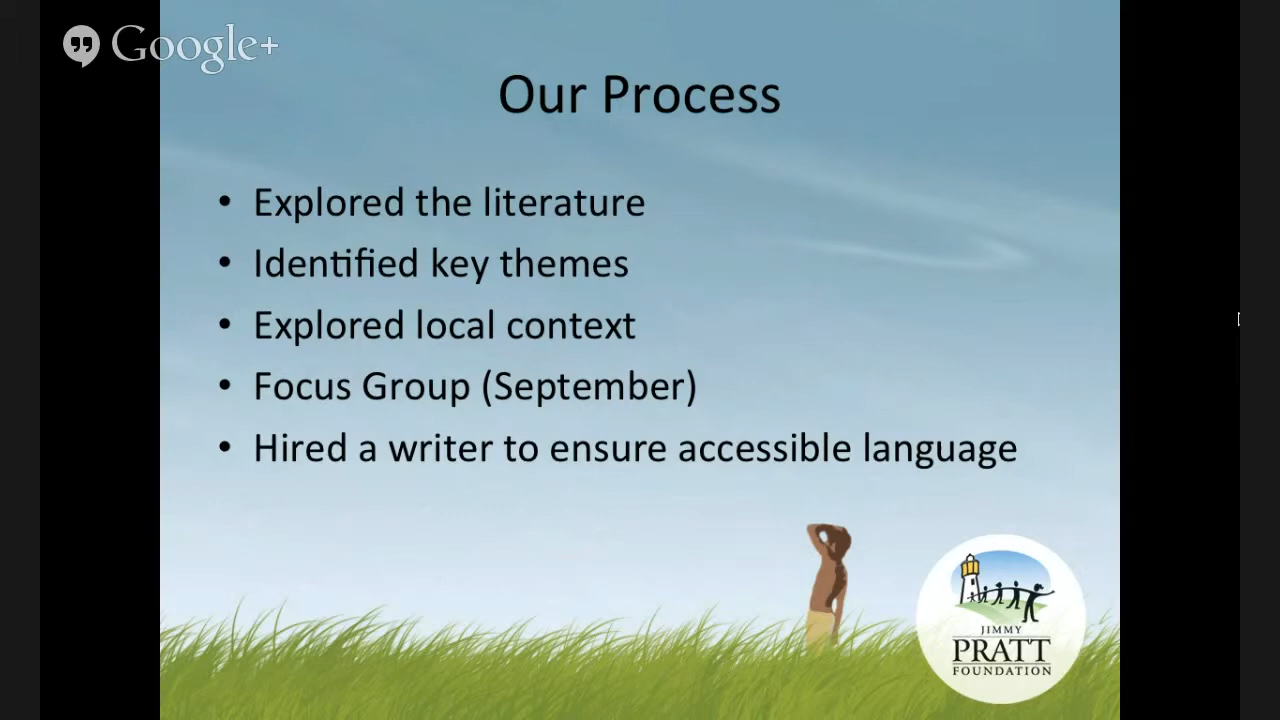 Google+
Our Process
• Explored the literature
• Identified key themes
• Explored local context
• Focus Group (September)
• Hired a writer to ensure accessible language
JIMMY
PRATT
FOUNDATION